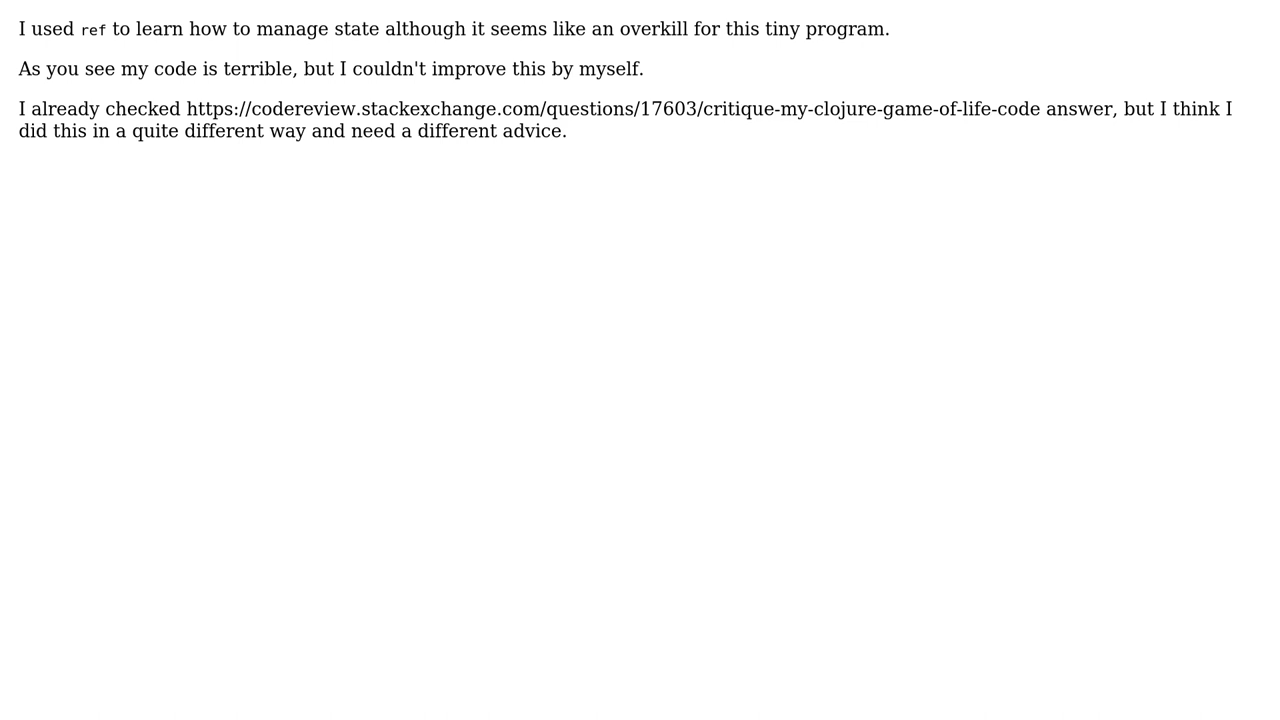 I used ref to learn how to manage state although it seems like an overkill for this tiny program.
As you see my code is terrible, but I couldn't improve this by myself.
I already checked https://codereview.stackexchange.com/questions/17603/critique-my-clojure-game-of-life-code answer, but I think I
did this in a quite different way and need a different advice.